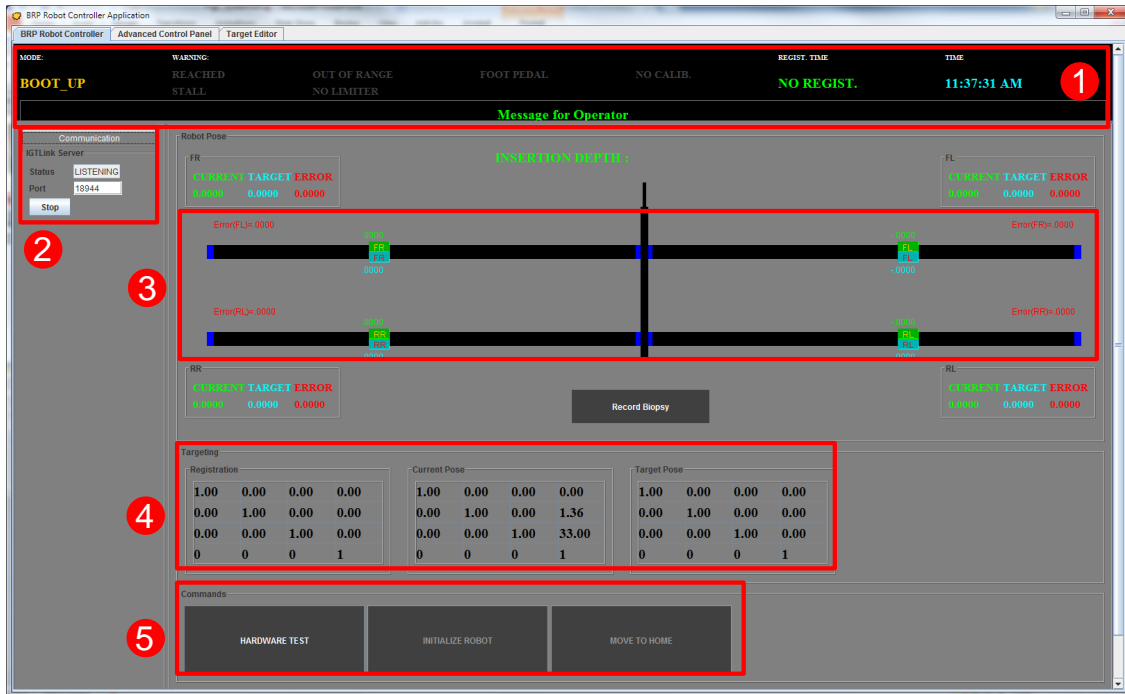 BRP Robot Controller Application
BRP Robot Controller Advanced Control Panel Target Editor
MODE: WARNING: REGIST. TIME TIME
REACHED OUT OF RANGE FOOT PEDAL NO CALIB.
BOOT_UP NO REGIST. 11:37:31 AM
STALL NO LIMITER
1
Message for Operator
Communication
IGTLink Server
Status LISTENING
Port 18944
Stop
2
Robot Pose
INSERTION DEPTH :
FR
CURRENT TARGET ERROR
0.0000 0.0000 0.0000
FL
CURRENT TARGET ERROR
0.0000 0.0000 0.0000
3
Error(FL)=.0000 .0000 -.0000 Error(FR)=.0000
FR FL
FR FL
.0000 -.0000
Error(RL)=.0000 .0000 -.0000 Error(RR)=.0000
RR RL
RR RL
.0000 -.0000
RR
CURRENT TARGET ERROR
0.0000 0.0000 0.0000
Record Biopsy
RL
CURRENT TARGET ERROR
0.0000 0.0000 0.0000
Targeting
4
Registration
1.00 0.00 0.00 0.00
0.00 1.00 0.00 0.00
0.00 0.00 1.00 0.00
0 0 0 1
Current Pose
1.00 0.00 0.00 0.00
0.00 1.00 0.00 1.36
0.00 0.00 1.00 33.00
0 0 0 1
Target Pose
1.00 0.00 0.00 0.00
0.00 1.00 0.00 0.00
0.00 0.00 1.00 0.00
0 0 0 1
Commands
5
HARDWARE TEST INITIALIZE ROBOT MOVE TO HOME